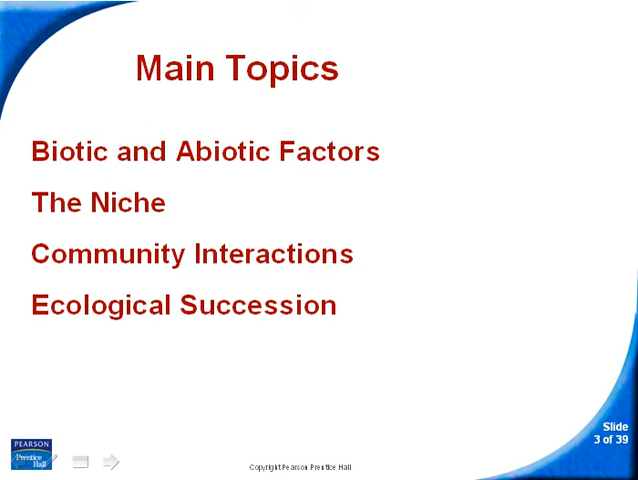 Main Topics
Biotic and Abiotic Factors
The Niche
Community Interactions
Ecological Succession
Slide
3 of 39
PEARSON
Prentice
Hall
Copyright Pearson Prentice Hall